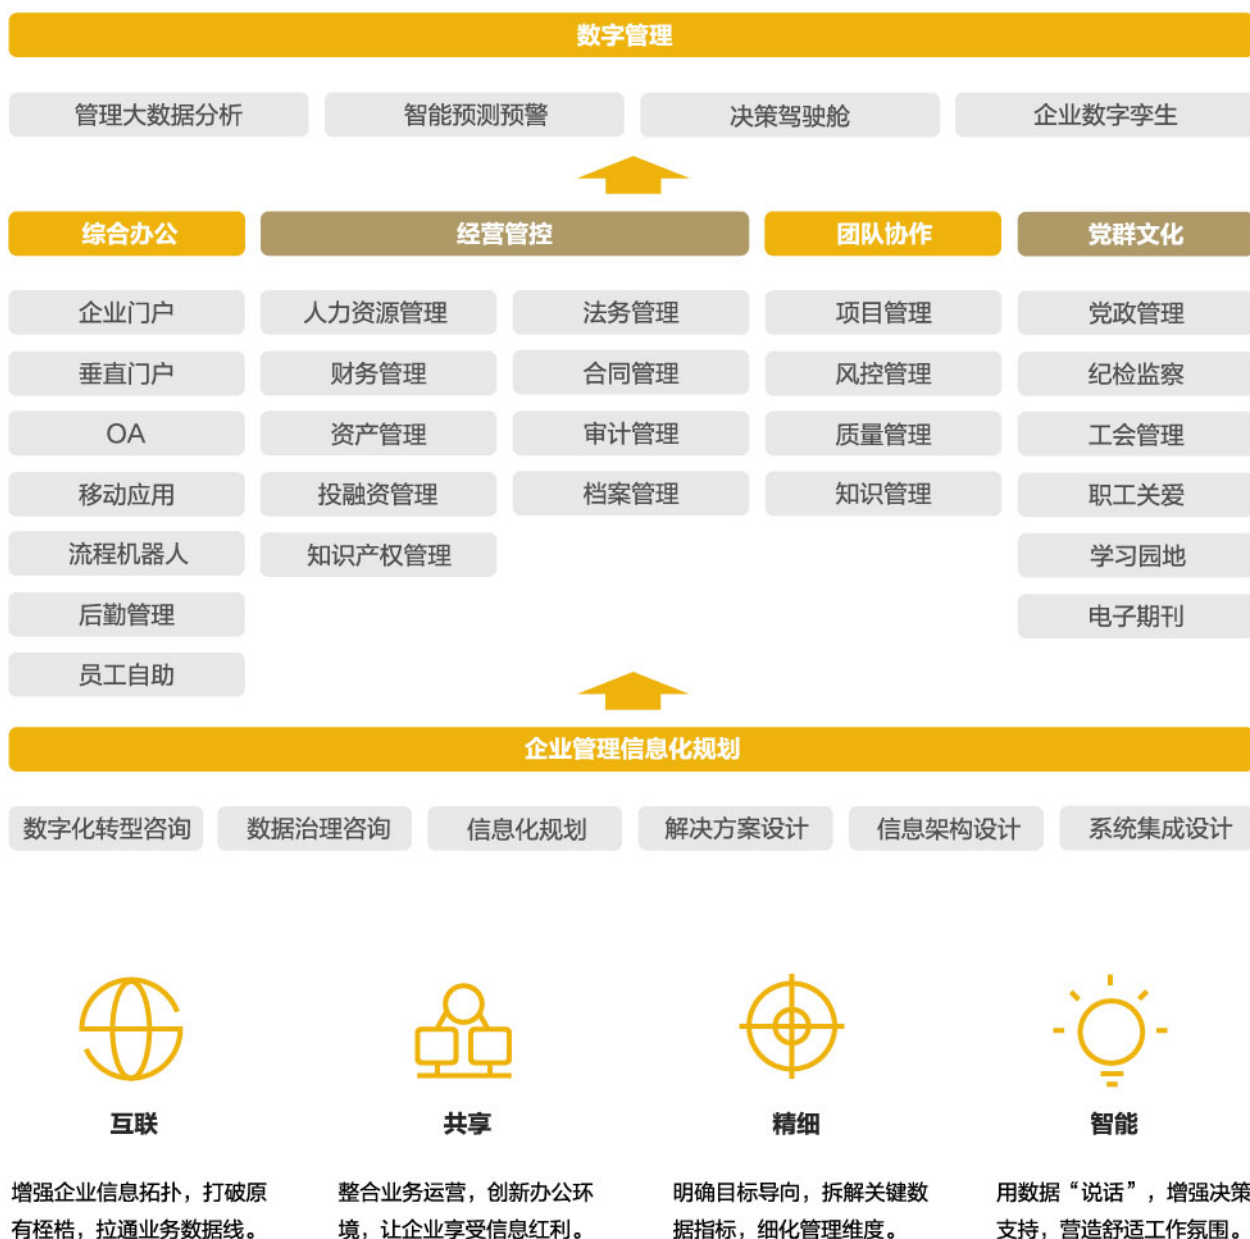 数字管理
管理大数据分析 智能预测预警 决策驾驶舱 企业数字孪生
综合办公 经营管控 团队协作 党群文化
企业门户 人力资源管理 法务管理 项目管理 党政管理
垂直门户 财务管理 合同管理 风控管理 纪检监察
OA 资产管理 审计管理 质量管理 工会管理
移动应用 投融资管理 档案管理 知识管理 职工关爱
流程机器人 知识产权管理 学习园地
后勤管理 电子期刊
员工自助
企业管理信息化规划
数字化转型咨询 数据治理咨询 信息化规划 解决方案设计 信息架构设计 系统集成设计
互联 共享 精细 智能
增强企业信息拓扑，打破原 整合业务运营，创新办公环 明确目标导向，拆解关键数 用数据“说话”，增强决策
有桎梏，拉通业务数据线。 境，让企业享受信息红利。 据指标，细化管理维度。 支持，营造舒适工作氛围。